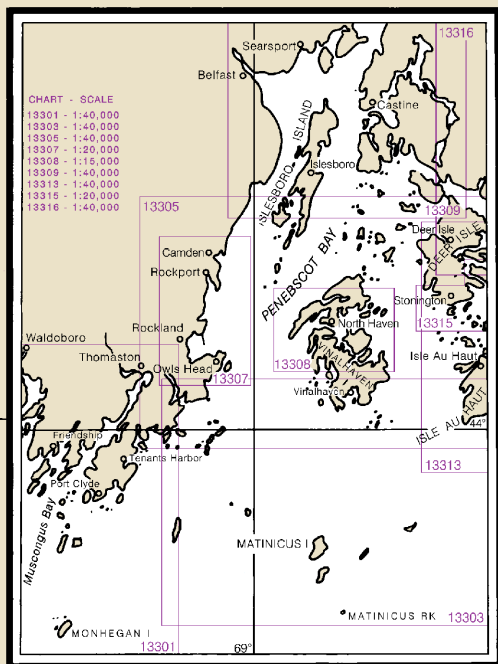 Searsport
13316
Belfast
CHART - SCALE
13301 - 1:40,000
13303 - 1:40,000
13305 - 1:40,000
13307 - 1:20,000
13308 - 1:15,000
13309 - 1:40,000
13313 - 1:40,000
13315 - 1:20,000
13316 - 1:40,000
Castine
ISLESBORO ISLAND
Islesboro
13305
13309
Deer Isle
DEER ISLE
PENEBSCOT BAY
Camden
Rockport
Stonington
13315
Rockland
North Haven
Waldoboro
Thomaston
VINALHAVEN I
Isle Au Haut
Owls Head
13307
13308
Vinalhaven
ISLE AU HAUT
44°
Friendship
Tenants Harbor
13313
Port Clyde
Muscongus Bay
MATINICUS I
MATINICUS RK
13303
MONHEGAN I
13301
69°